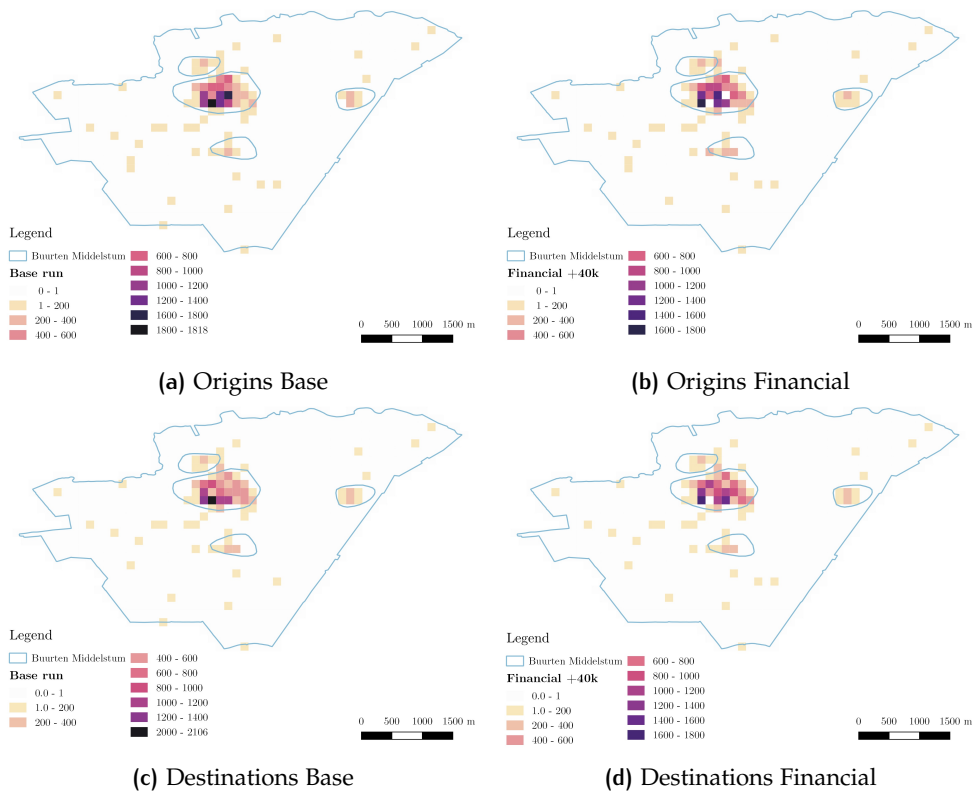 Legend
Buurten Middelstum
Base run
0 - 1
1 - 200
200 - 400
400 - 600
600 - 800
800 - 1000
1000 - 1200
1200 - 1400
1600 - 1800
1800 - 1818
0 500 1000 1500 m
(a) Origins Base
Legend
Buurten Middelstum
Financial +40k
0 - 1
1 - 200
200 - 400
400 - 600
600 - 800
800 - 1000
1000 - 1200
1200 - 1400
1400 - 1600
1600 - 1800
0 500 1000 1500 m
(b) Origins Financial
Legend
Buurten Middelstum
Base run
0.0 - 1
1.0 - 200
200 - 400
400 - 600
600 - 800
800 - 1000
1000 - 1200
1200 - 1400
2000 - 2106
0 500 1000 1500 m
(c) Destinations Base
Legend
Buurten Middelstum
Financial +40k
0.0 - 1
1.0 - 200
200 - 400
400 - 600
600 - 800
800 - 1000
1000 - 1200
1200 - 1400
1400 - 1600
1600 - 1800
0 500 1000 1500 m
(d) Destinations Financial